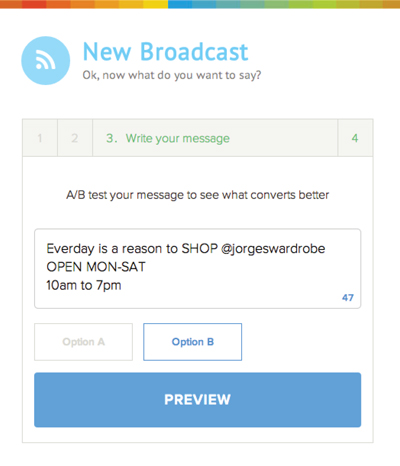 New Broadcast
Ok, now what do you want to say?
1 2 3. Write your message 4
A/B test your message to see what converts better
Everday is a reason to SHOP @jorgeswardrobe
OPEN MON-SAT
10am to 7pm
47
Option A Option B
PREVIEW